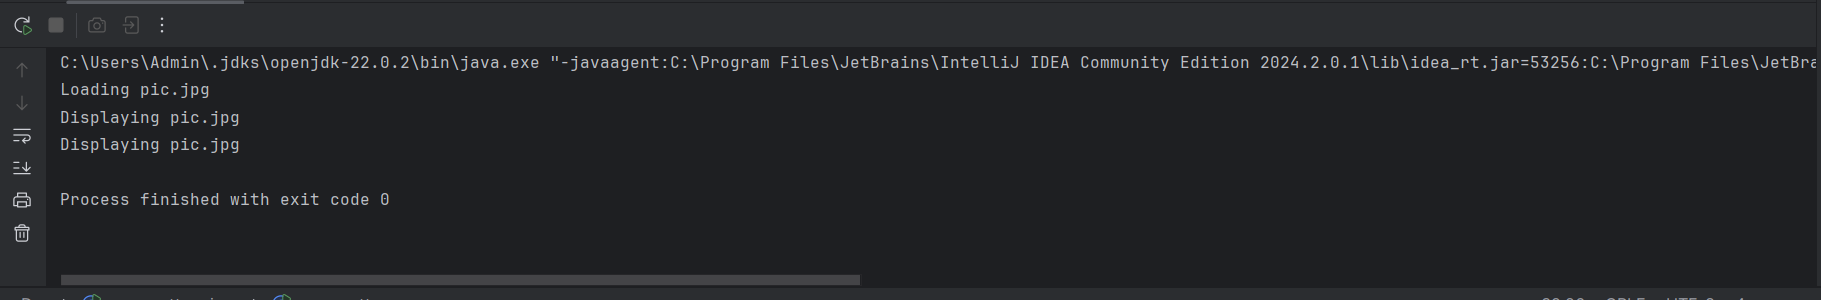 C:\Users\Admin\.jdks\openjdk-22.0.2\bin\java.exe "-javaagent:C:\Program Files\JetBrains\IntelliJ IDEA Community Edition 2024.2.0.1\lib\idea_rt.jar=53256:C:\Program Files\JetBra
Loading pic.jpg
Displaying pic.jpg
Displaying pic.jpg
Process finished with exit code 0